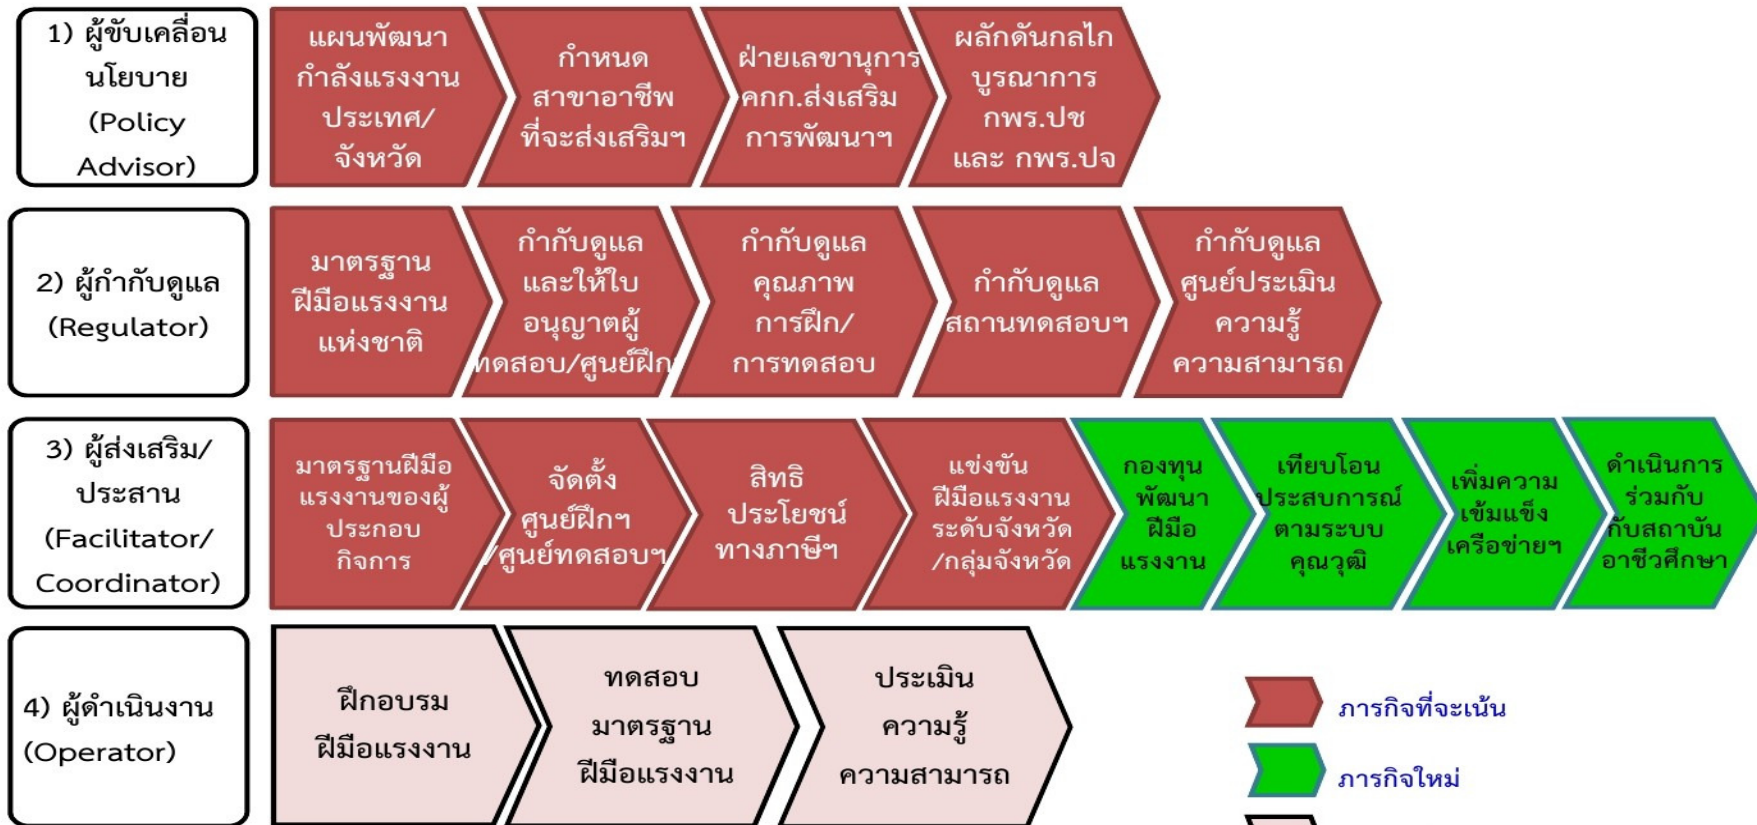 1) ผู้ขับเคลื่อน
นโยบาย
(Policy
Advisor)
แผนพัฒนา
กำลังแรงงาน
ประเทศ/
จังหวัด
กำหนด
สาขาอาชีพ
ที่จะส่งเสริมฯ
ฝ่ายเลขานุการ
คกก.ส่งเสริม
การพัฒนาฯ
ผลักดันกลไก
บูรณาการ
กพร.ปช
และ กพร.ปจ
2) ผู้กำกับดูแล
(Regulator)
มาตรฐาน
ฝีมือแรงงาน
แห่งชาติ
กำกับดูแล
และให้ใบ
อนุญาตผู้
ทดสอบ/ศูนย์ฝึก
กำกับดูแล
คุณภาพ
การฝึก/
การทดสอบ
กำกับดูแล
สถานทดสอบฯ
กำกับดูแล
ศูนย์ประเมิน
ความรู้
ความสามารถ
3) ผู้ส่งเสริม/
ประสาน
(Facilitator/
Coordinator)
มาตรฐานฝีมือ
แรงงานของผู้
ประกอบ
กิจการ
จัดตั้ง
ศูนย์ฝึกฯ
/ศูนย์ทดสอบฯ
สิทธิ
ประโยชน์
ทางภาษีฯ
แข่งขัน
ฝีมือแรงงาน
ระดับจังหวัด
/กลุ่มจังหวัด
กองทุน
พัฒนา
ฝีมือ
แรงงาน
เทียบโอน
ประสบการณ์
ตามระบบ
คุณวุฒิ
เพิ่มความ
เข้มแข็ง
เครือข่ายฯ
ดำเนินการ
ร่วมกับ
กับสถาบัน
อาชีวศึกษา
4) ผู้ดำเนินงาน
(Operator)
ฝึกอบรม
ฝีมือแรงงาน
ทดสอบ
มาตรฐาน
ฝีมือแรงงาน
ประเมิน
ความรู้
ความสามารถ
ภารกิจที่จะเน้น
ภารกิจใหม่